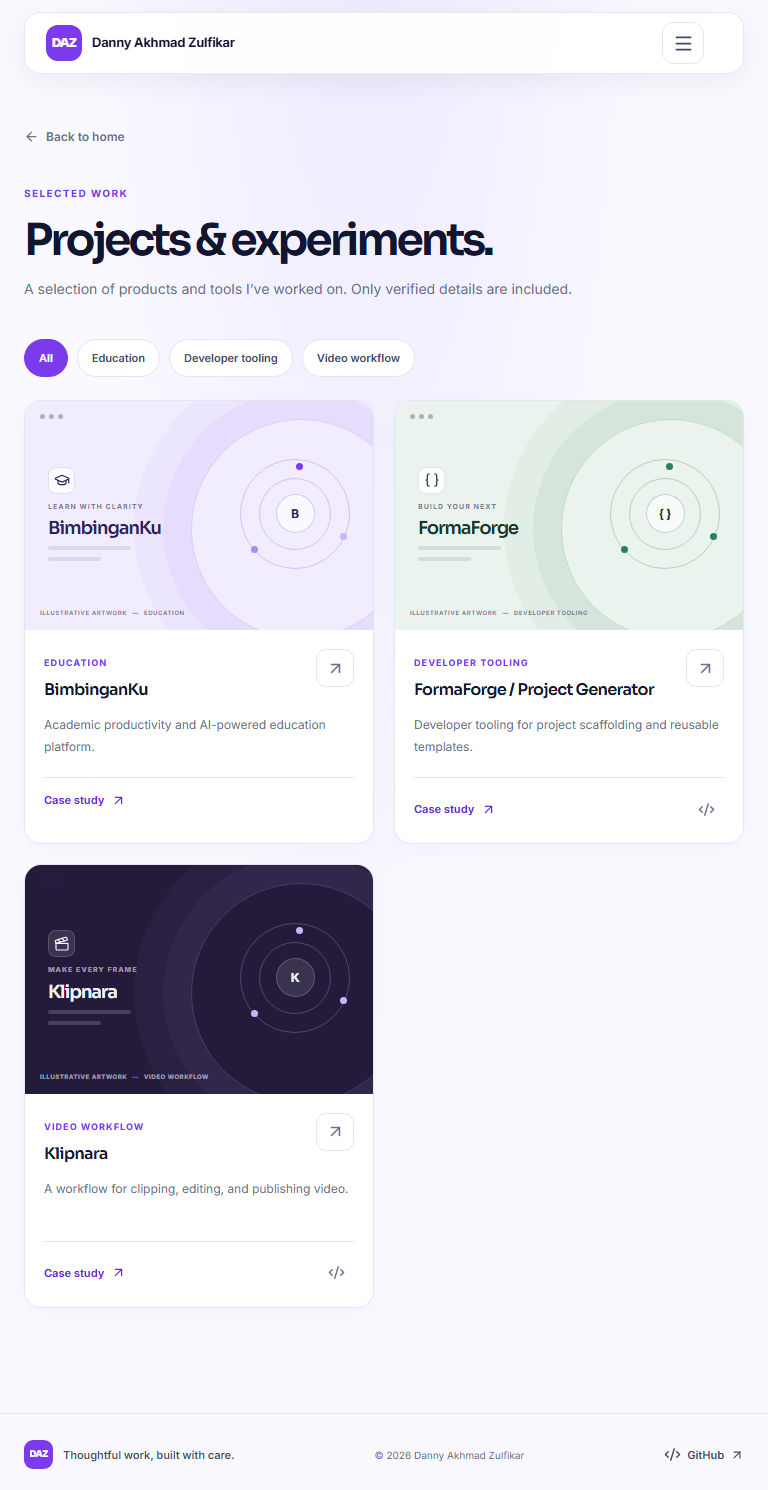 DAZ Danny Akhmad Zulfikar
Back to home
SELECTED WORK
Projects & experiments.
A selection of products and tools I’ve worked on. Only verified details are included.
All Education Developer tooling Video workflow
LEARN WITH CLARITY
BimbinganKu
B
ILLUSTRATIVE ARTWORK — EDUCATION
BUILD YOUR NEXT
FormaForge
{ }
ILLUSTRATIVE ARTWORK — DEVELOPER TOOLING
EDUCATION
BimbinganKu
Academic productivity and AI-powered education
platform.
Case study
DEVELOPER TOOLING
FormaForge / Project Generator
Developer tooling for project scaffolding and reusable
templates.
Case study
MAKE EVERY FRAME
Klipnara
K
ILLUSTRATIVE ARTWORK — VIDEO WORKFLOW
VIDEO WORKFLOW
Klipnara
A workflow for clipping, editing, and publishing video.
Case study
DAZ Thoughtful work, built with care.
© 2026 Danny Akhmad Zulfikar
GitHub